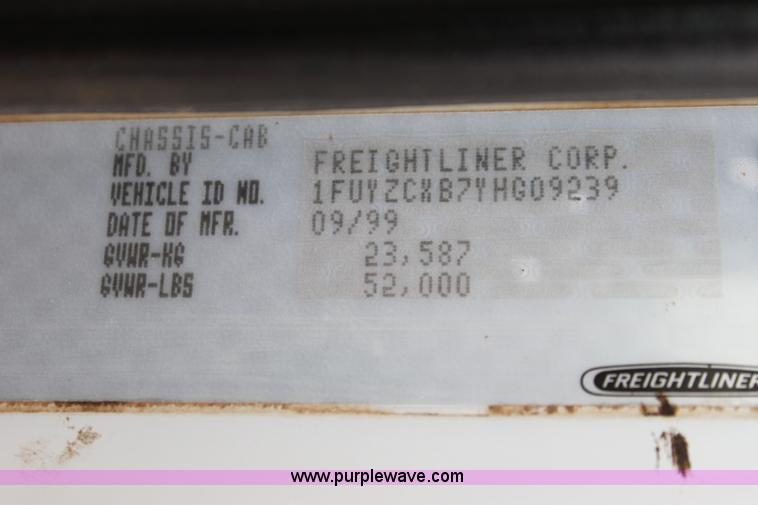 CHASSIS-CAB
MFD. BY FREIGHTLINER CORP.
VEHICLE ID NO. 1FUYZCXB7YHG09239
DATE OF MFR. 09/99
GVWR-KG 23,587
GVWR-LBS 52,000
FREIGHTLINER
www.purplewave.com